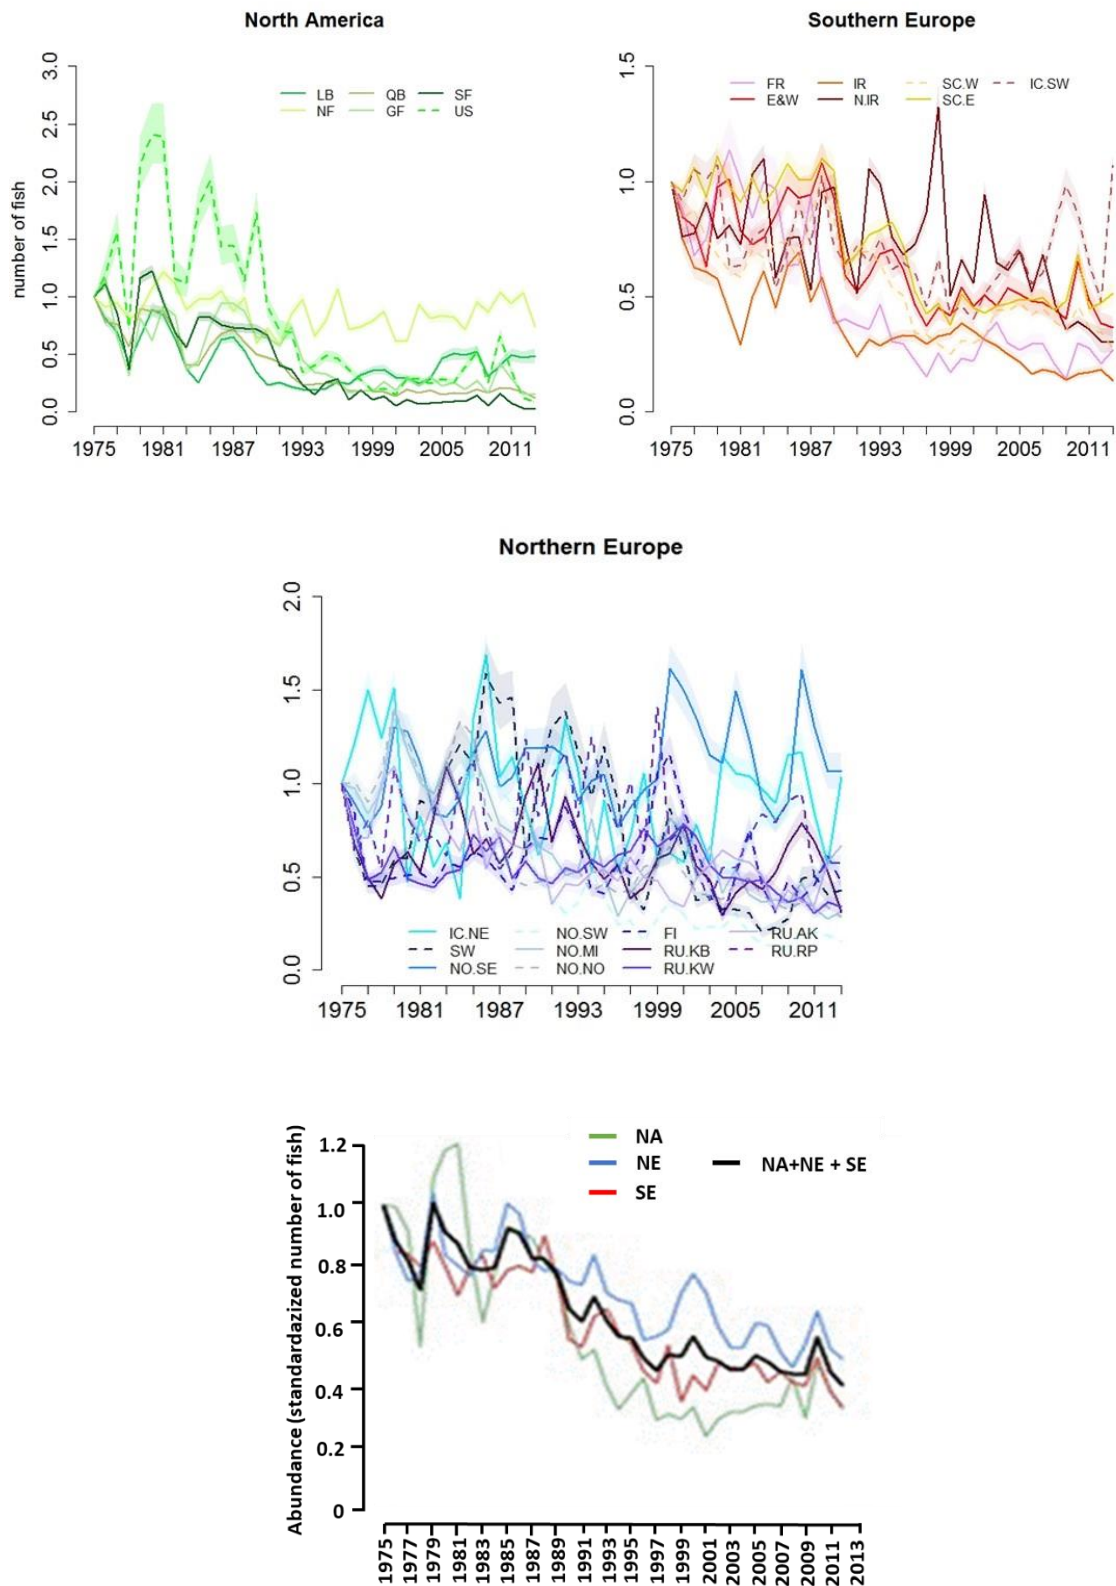 North America
number of fish
3.0
2.5
2.0
1.5
1.0
0.5
0.0
LB QB SF
NF GF US
1975 1981 1987 1993 1999 2005 2011
Southern Europe
1.5
1.0
0.5
0.0
FR IR SC.W IC.SW
E&W N.IR SC.E
1975 1981 1987 1993 1999 2005 2011
Northern Europe
2.0
1.5
1.0
0.5
0.0
IC.NE NO.SW FI RU.AK
SW NO.MI RU.KB RU.RP
NO.SE NO.NO RU.KW
1975 1981 1987 1993 1999 2005 2011
Abundance (standardazized number of fish)
1.2
1.0
0.8
0.6
0.4
0.2
0
NA
NE NA+NE + SE
SE
1975 1977 1979 1981 1983 1985 1987 1989 1991 1993 1995 1997 1999 2001 2003 2005 2007 2009 2011 2013